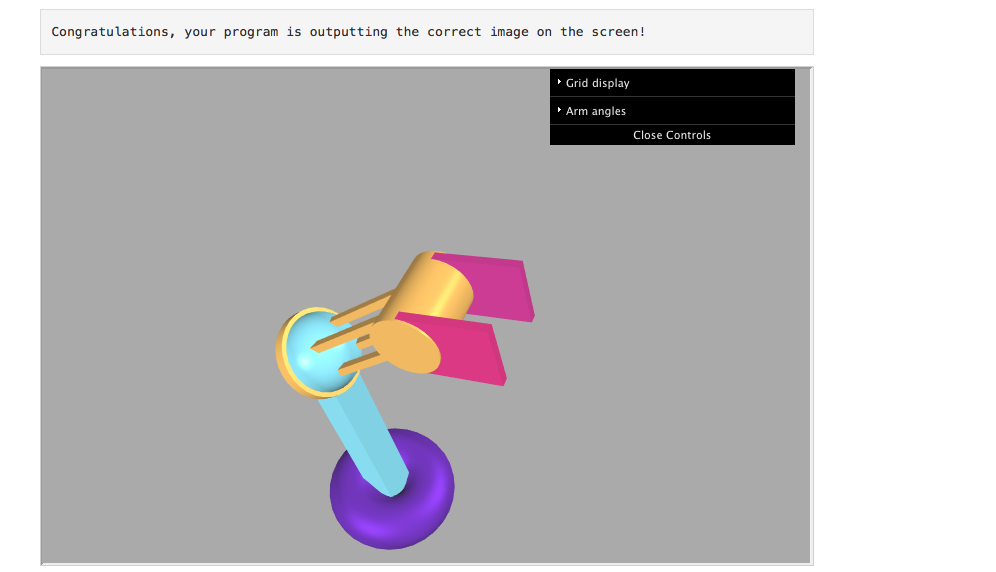 Congratulations, your program is outputting the correct image on the screen!
Grid display
Arm angles
Close Controls